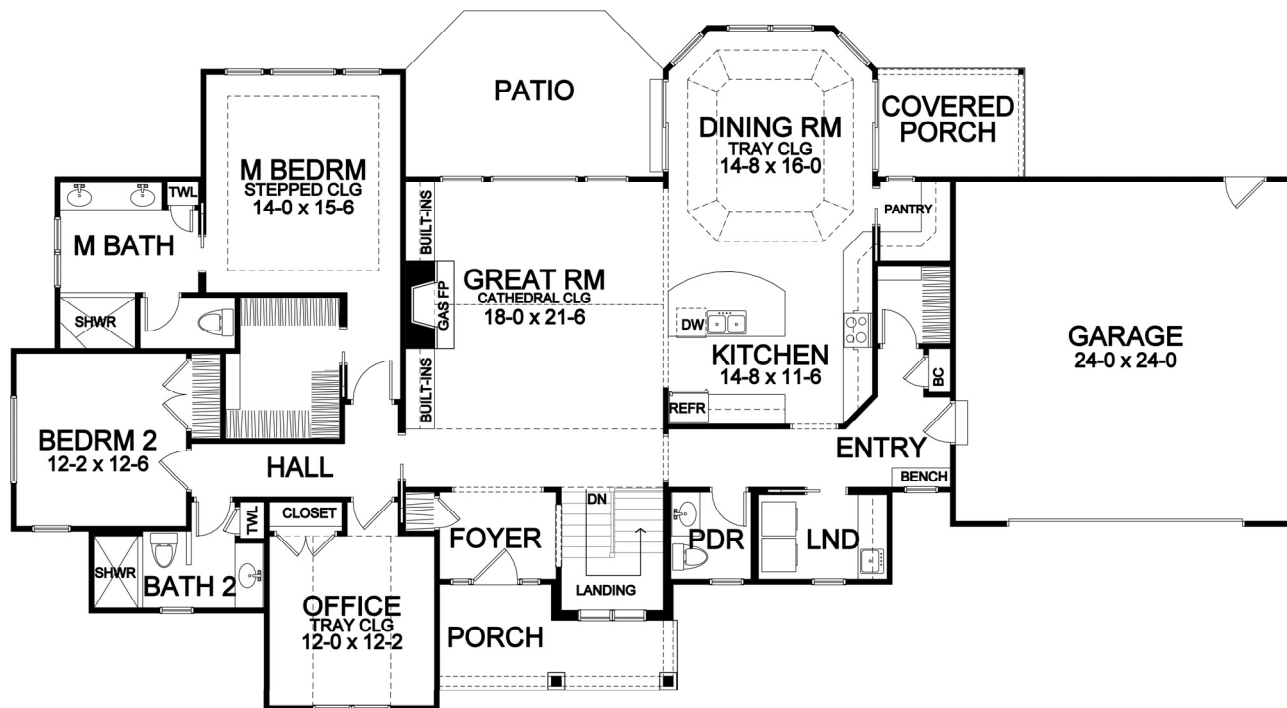 PATIO
DINING RM
TRAY CLG
14-8 x 16-0
COVERED
PORCH
M BEDRM
STEPPED CLG
14-0 x 15-6
TWL
M BATH
SHWR
BUILT-INS
GAS FP
BUILT-INS
GREAT RM
CATHEDRAL CLG
18-0 x 21-6
PANTRY
DW
KITCHEN
14-8 x 11-6
REFR
BC
GARAGE
24-0 x 24-0
BEDRM 2
12-2 x 12-6
HALL
ENTRY
BENCH
TWL
CLOSET
FOYER
DN
LANDING
PDR
LND
SHWR
BATH 2
OFFICE
TRAY CLG
12-0 x 12-2
PORCH